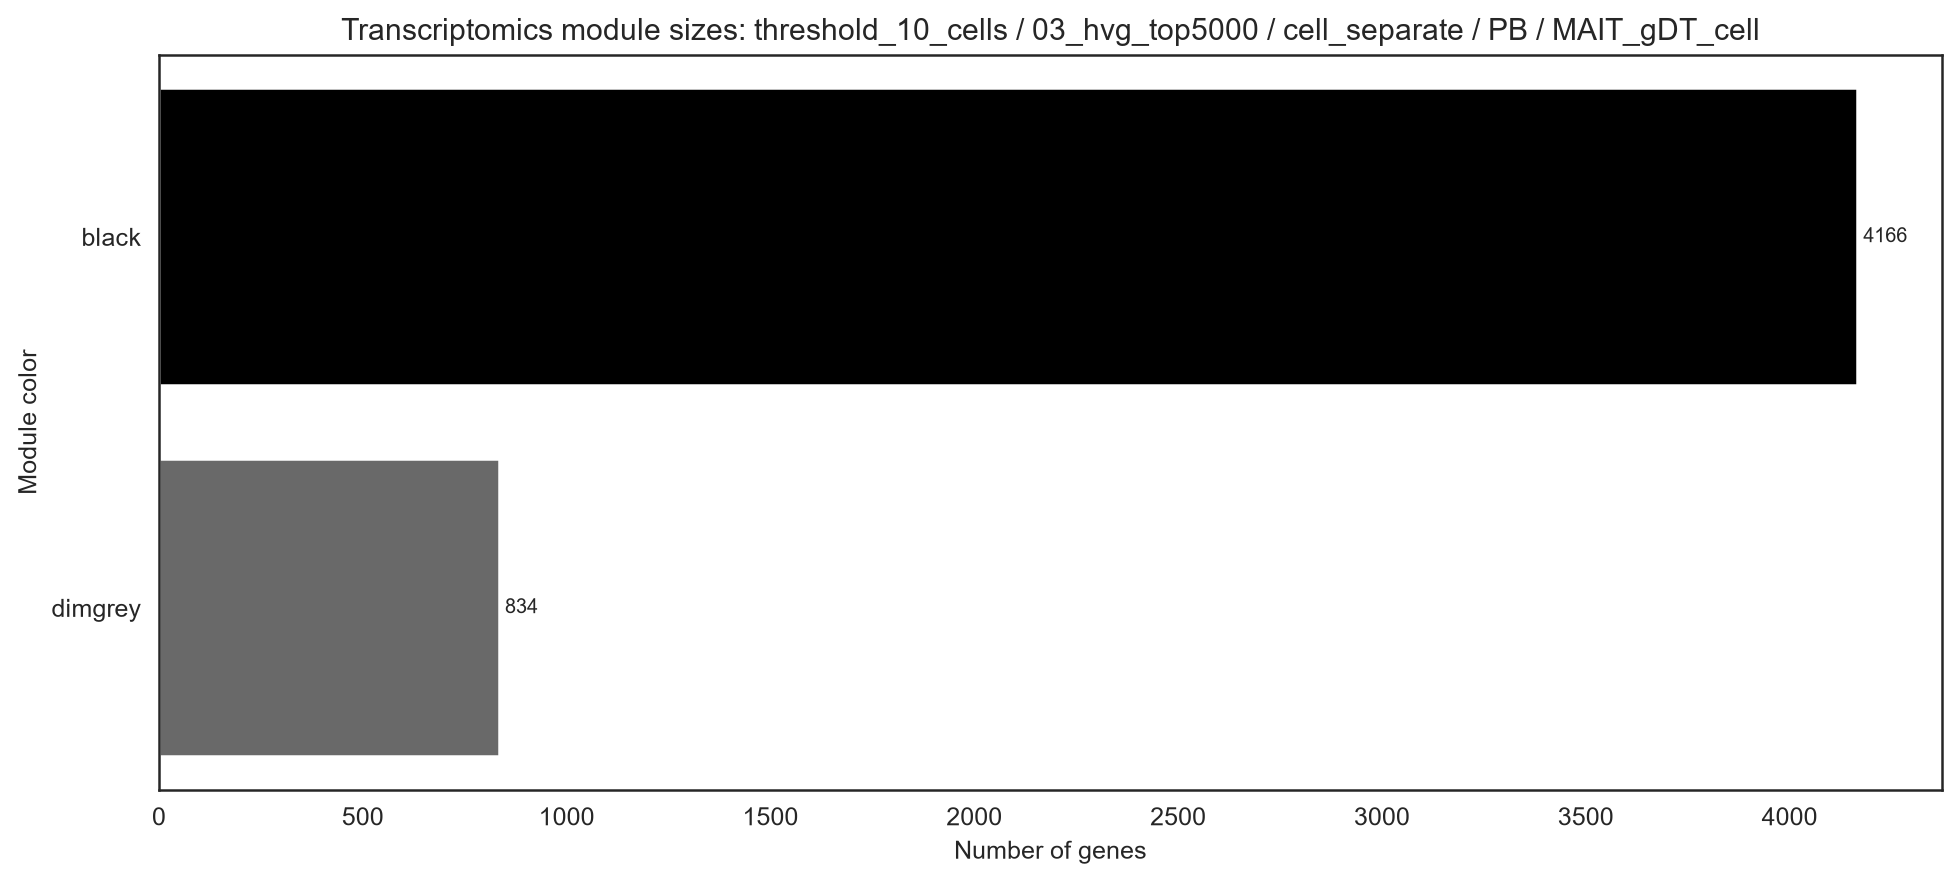 Transcriptomics module sizes: threshold_10_cells / 03_hvg_top5000 / cell_separate / PB / MAIT_gDT_cell
Module color
black
4166
dimgrey
834
0 500 1000 1500 2000 2500 3000 3500 4000
Number of genes